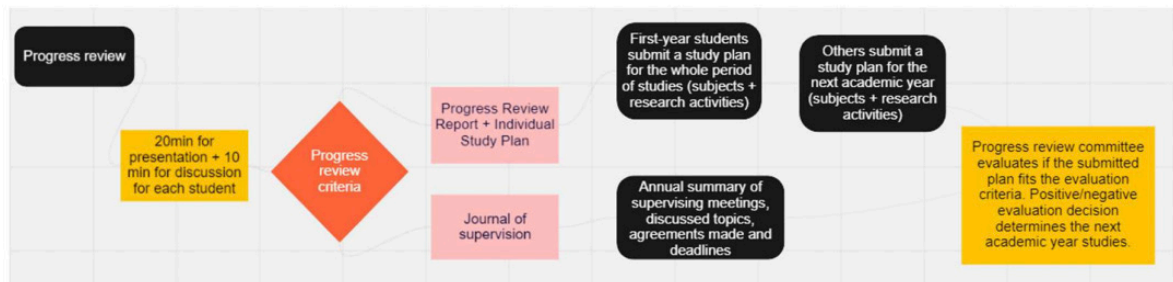 Progress review
20min for
presentation + 10
min for discussion
for each student
Progress
review
criteria
Progress Review
Report + Individual
Study Plan
Journal of
supervision
First-year students
submit a study plan
for the whole period
of studies (subjects +
research activities)
Others submit a
study plan for the
next academic year
(subjects + research
activities)
Annual summary of
supervising meetings,
discussed topics,
agreements made and
deadlines
Progress review committee
evaluates if the submitted
plan fits the evaluation
criteria. Positive/negative
evaluation decision
determines the next
academic year studies.